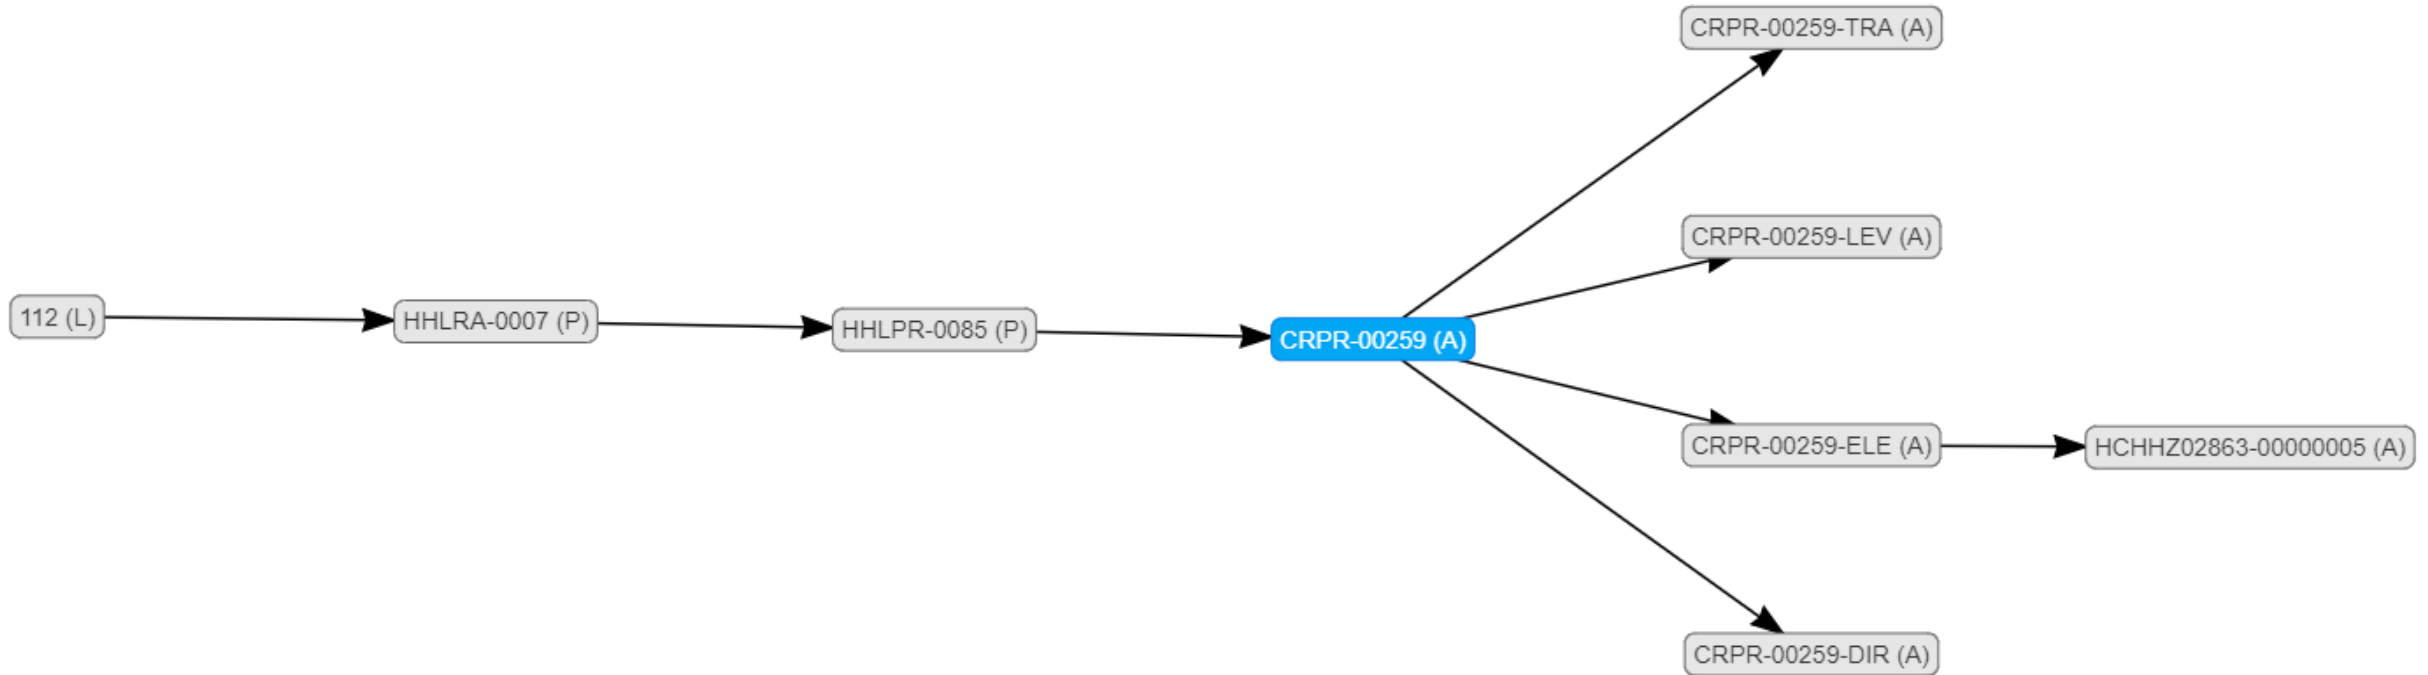 CRPR-00259-TRA (A)
CRPR-00259-LEV (A)
112 (L)
HHLRA-0007 (P)
HHLPR-0085 (P)
CRPR-00259 (A)
CRPR-00259-ELE (A)
HCHHZ02863-00000005 (A)
CRPR-00259-DIR (A)